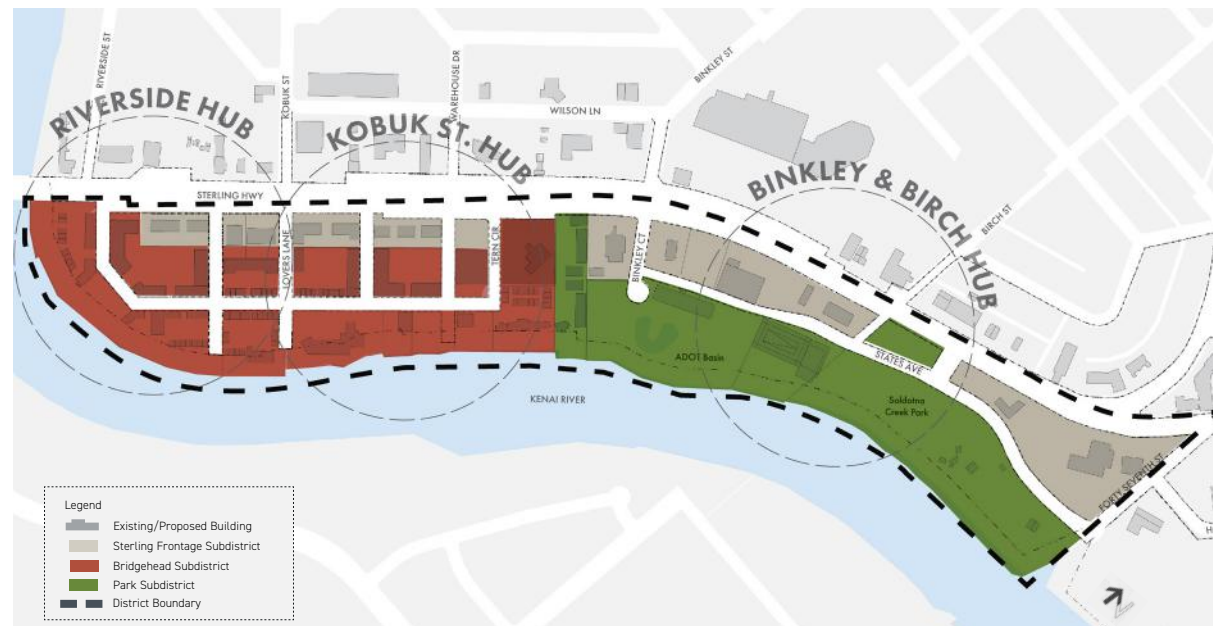 RIVERSIDE ST
KOBUK ST
WAREHOUSE DR
BINKLEY ST
WILSON LN
RIVERSIDE HUB
KOBUK ST. HUB
BINKLEY & BIRCH HUB
BIRCH ST
STERLING HWY
LOVERS LANE
TERN CIR
BINKLEY CT
STATES AVE
ADOT Basin
KENAI RIVER
Soldotna
Creek Park
FORTY SEVENTH ST
Legend
Existing/Proposed Building
Sterling Frontage Subdistrict
Bridgehead Subdistrict
Park Subdistrict
District Boundary